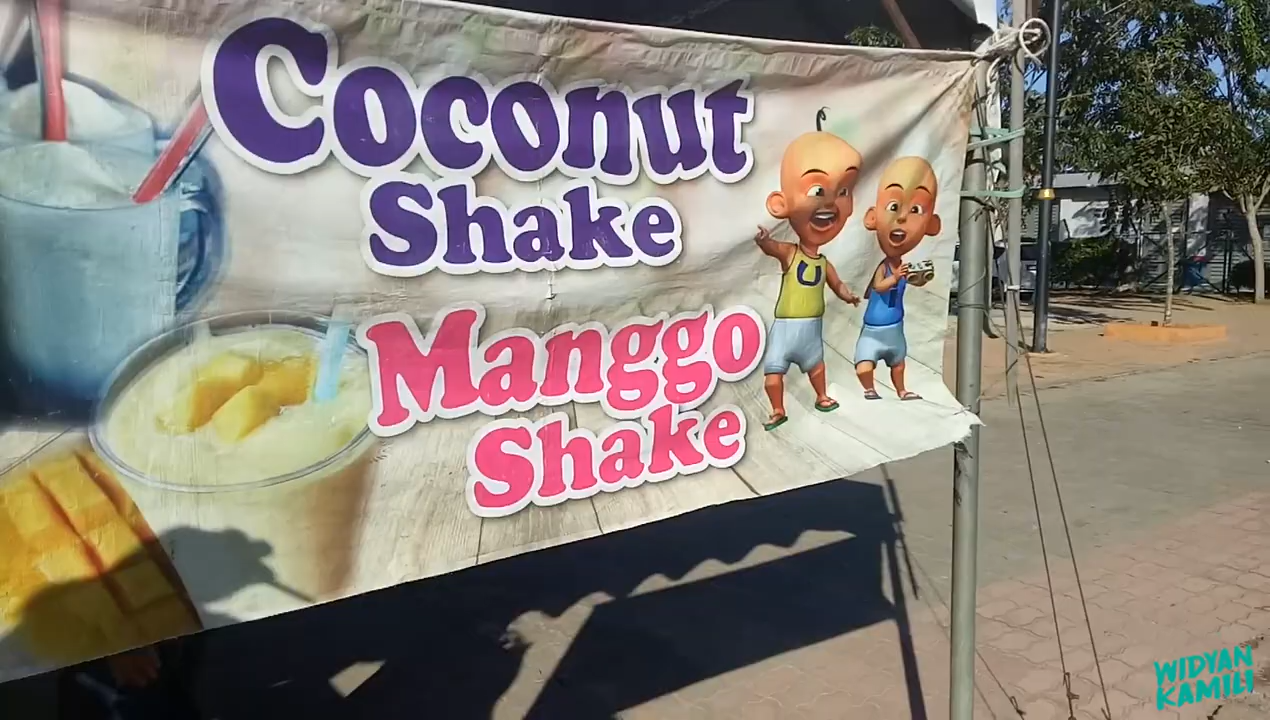 Coconut
Shake
Manggo
Shake
U
WIDYAN
KAMILI